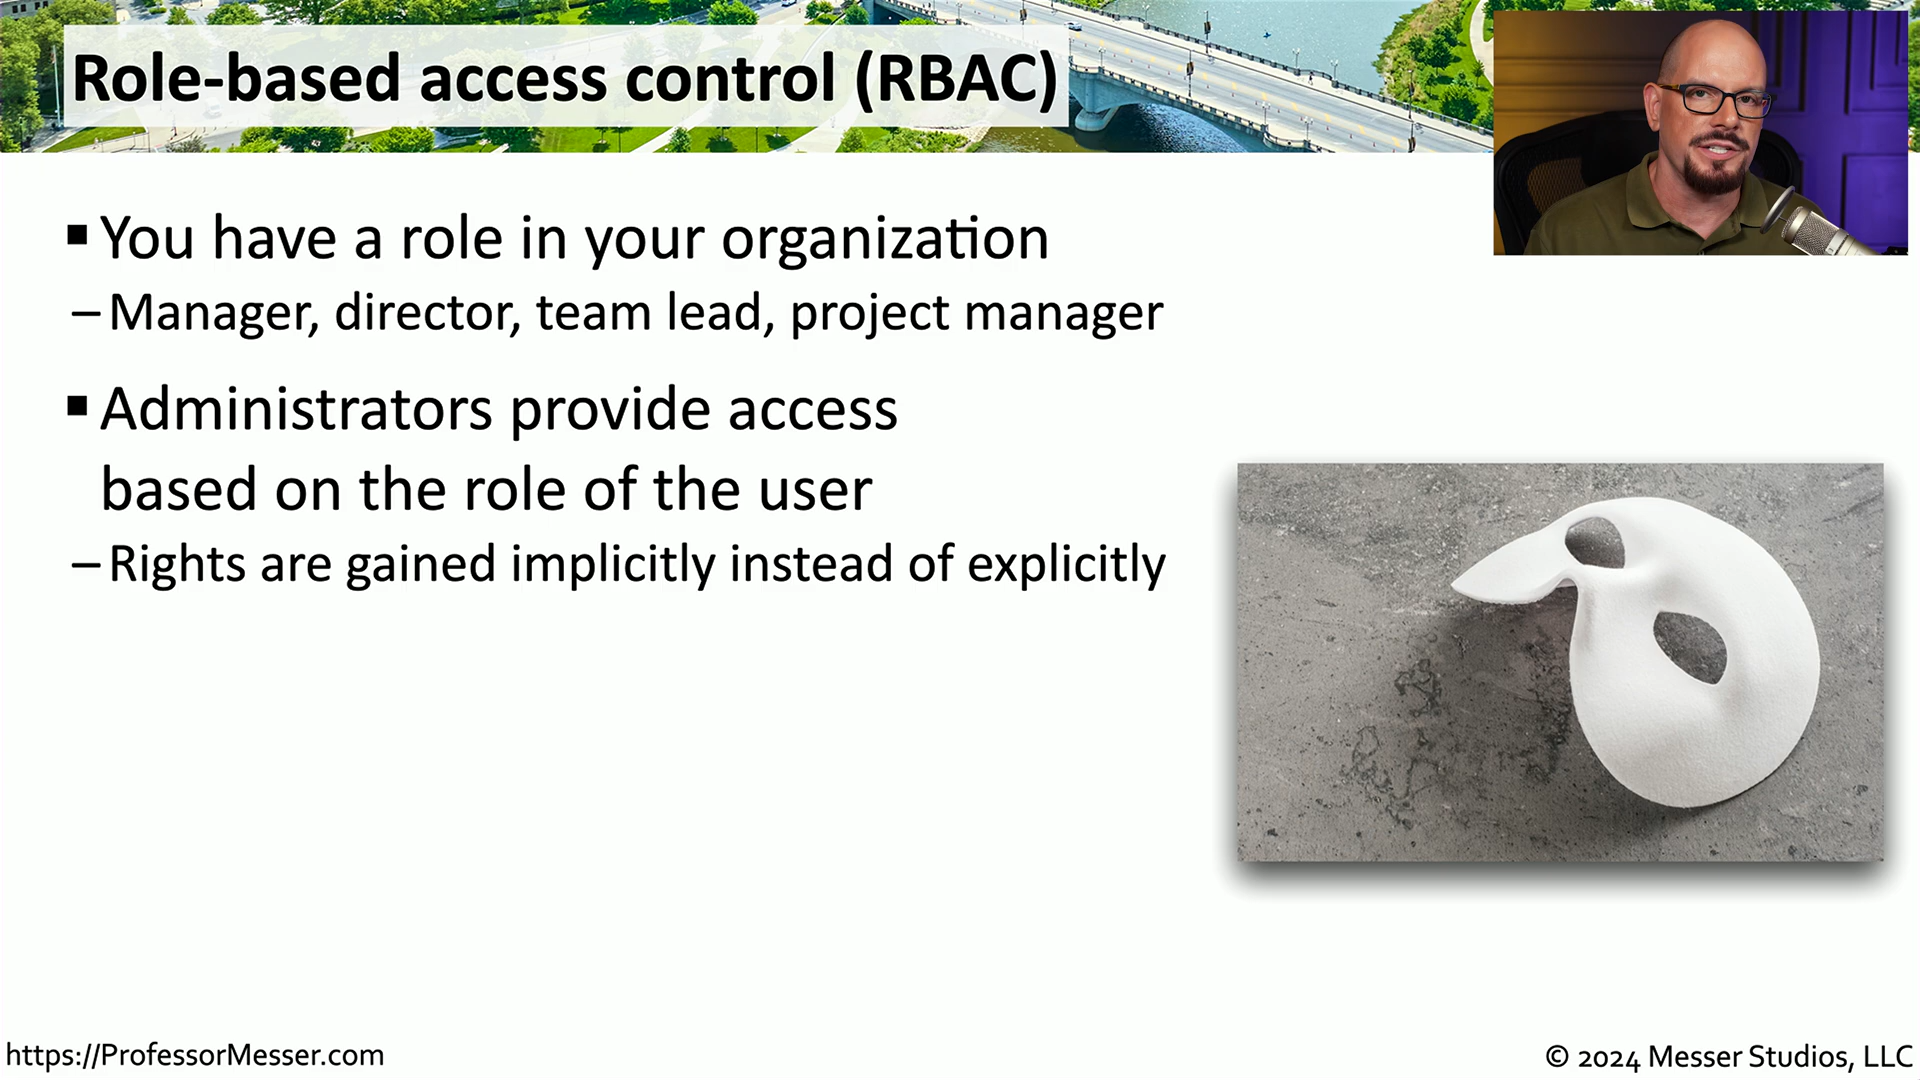 Role-based access control (RBAC)
▪ You have a role in your organization
– Manager, director, team lead, project manager
▪ Administrators provide access
based on the role of the user
– Rights are gained implicitly instead of explicitly
https://ProfessorMesser.com
© 2024 Messer Studios, LLC